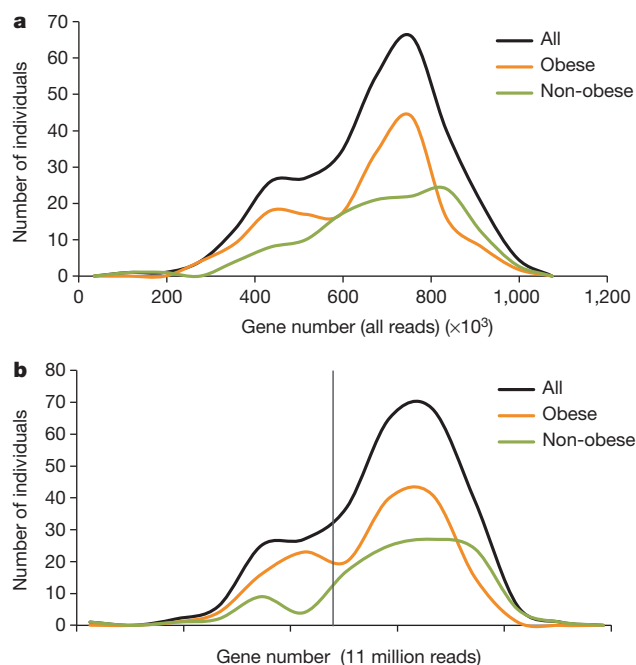 a
70
60
50
40
30
20
10
0
Number of individuals
All
Obese
Non-obese
0 200 400 600 800 1,000 1,200
Gene number (all reads) (×10³)
b
80
70
60
50
40
30
20
10
0
Number of individuals
All
Obese
Non-obese
Gene number (11 million reads)